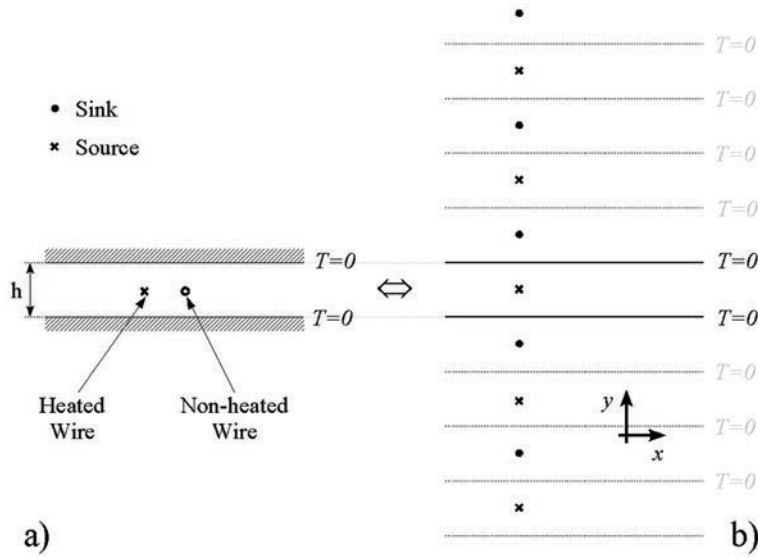 Sink
Source
h
T=0
T=0
Heated
Wire
Non-heated
Wire
a)
T=0
T=0
T=0
T=0
T=0
T=0
T=0
T=0
T=0
T=0
y
x
b)